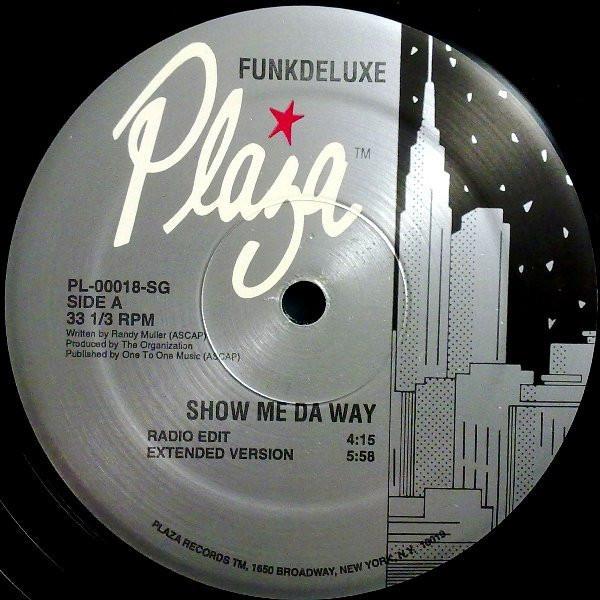 FUNKDELUXE
Plaza TM
PL-00018-SG
SIDE A
33 1/3 RPM
Written by Randy Muller (ASCAP)
Produced by The Organization
Published by One To One Music (ASCAP)
SHOW ME DA WAY
RADIO EDIT 4:15
EXTENDED VERSION 5:58
PLAZA RECORDS TM, 1650 BROADWAY, NEW YORK, N.Y. 10019